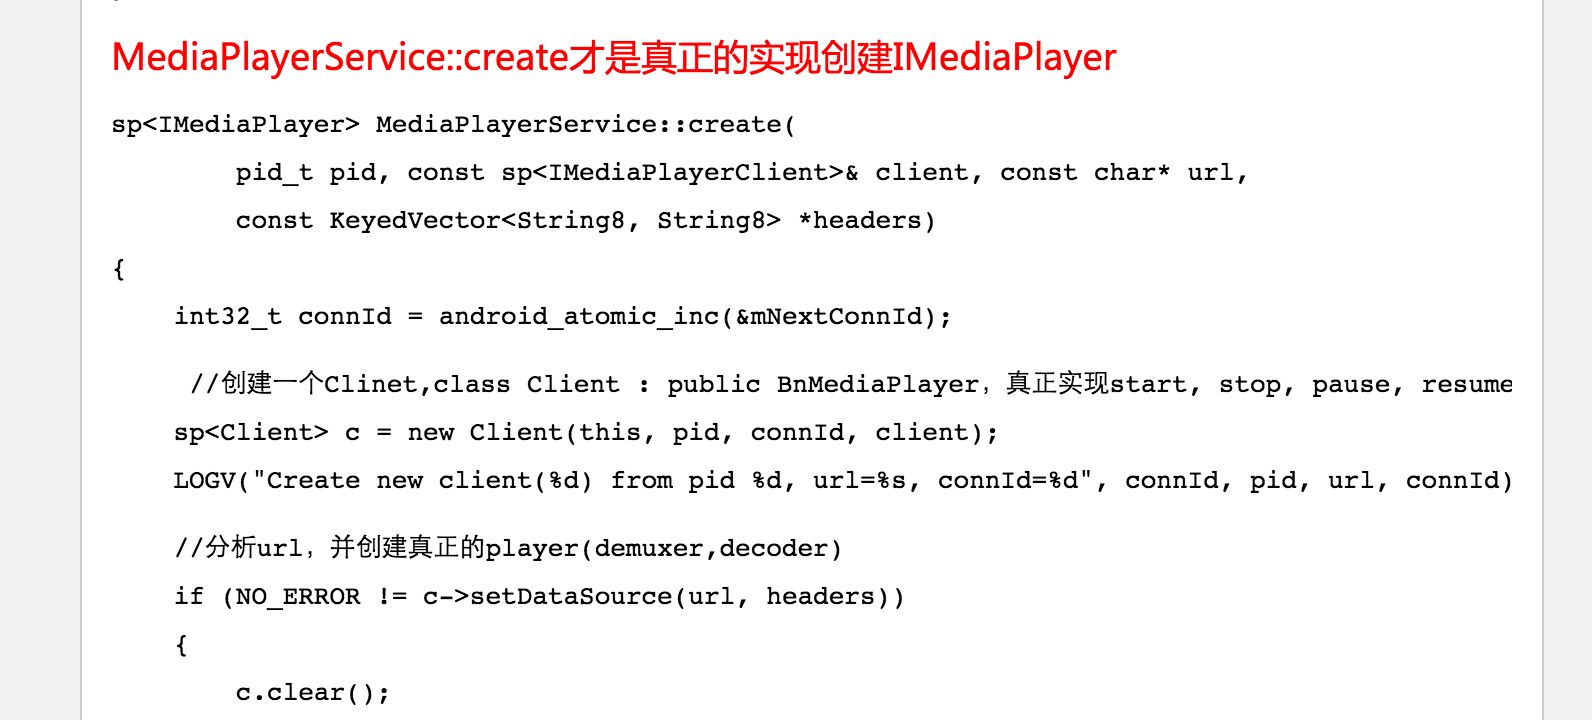 MediaPlayerService::create才是真正的实现创建IMediaPlayer
sp<IMediaPlayer> MediaPlayerService::create(
pid_t pid, const sp<IMediaPlayerClient>& client, const char* url,
const KeyedVector<String8, String8> *headers)
{
int32_t connId = android_atomic_inc(&mNextConnId);
//创建一个Clinet,class Client : public BnMediaPlayer，真正实现start, stop, pause, resume
sp<Client> c = new Client(this, pid, connId, client);
LOGV("Create new client(%d) from pid %d, url=%s, connId=%d", connId, pid, url, connId)
//分析url，并创建真正的player(demuxer,decoder)
if (NO_ERROR != c->setDataSource(url, headers))
{
c.clear();